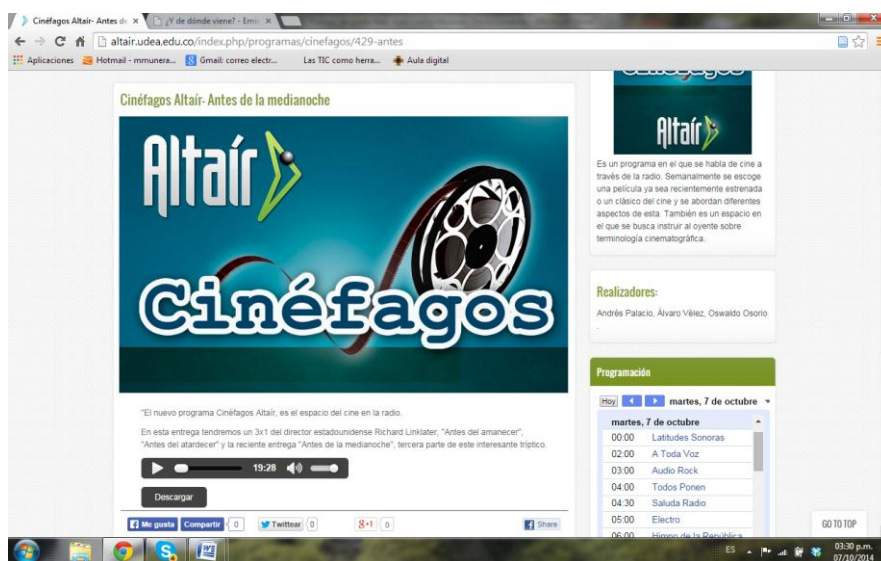 Cinéfagos Altaír- Antes de
¿Y de dónde viene? - Emi
altair.udea.edu.co/index.php/programas/cinefagos/429-antes
Aplicaciones
Hotmail - mmunera...
Gmail: correo electr...
Las TIC como herra...
Aula digital
Cinéfagos Altaír- Antes de la medianoche
Altaír
Cinéfagos
"El nuevo programa Cinéfagos Altaír, es el espacio del cine en la radio.
En esta entrega tendremos un 3x1 del director estadounidense Richard Linklater, "Antes del amanecer",
"Antes del atardecer" y la reciente entrega "Antes de la medianoche", tercera parte de este interesante tríptico.
19:28
Descargar
Me gusta
Compartir
0
Twittear
0
g+1
0
Share
Altaír
Es un programa en el que se habla de cine a
través de la radio. Semanalmente se escoge
una película ya sea recientemente estrenada
o un clásico del cine y se abordan diferentes
aspectos de esta. También es un espacio en
el que se busca instruir al oyente sobre
terminología cinematográfica.
Realizadores:
Andrés Palacio, Álvaro Vélez, Oswaldo Osorio
.
Programación
Hoy
martes, 7 de octubre
martes, 7 de octubre
00:00 Latitudes Sonoras
02:00 A Toda Voz
03:00 Audio Rock
04:00 Todos Ponen
04:30 Saluda Radio
05:00 Electro
06:00 Himno de la República
GO TO TOP
ES
03:30 p.m.
07/10/2014